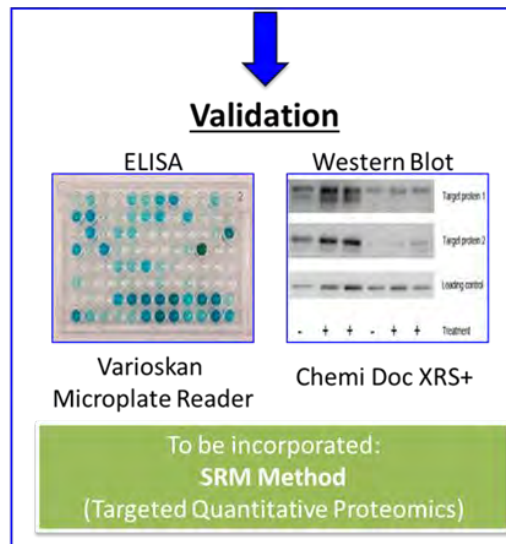 Validation
ELISA
Western Blot
2
Target protein 1
Target protein 2
Loading control
- + + - + + Treatment
Varioskan
Microplate Reader
Chemi Doc XRS+
To be incorporated:
SRM Method
(Targeted Quantitative Proteomics)